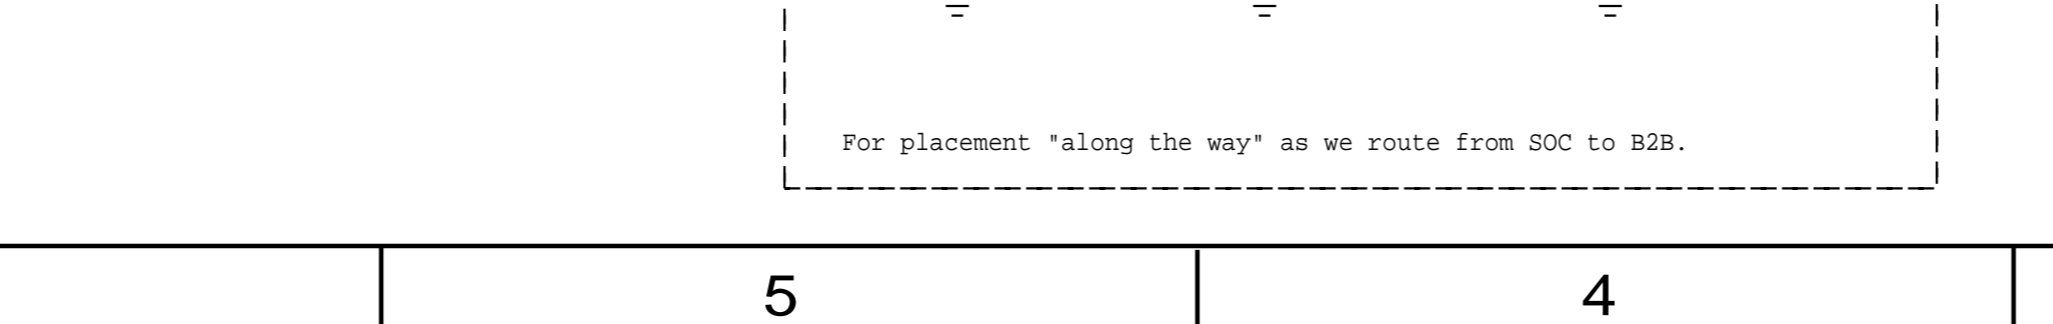 For placement "along the way" as we route from SOC to B2B.
5 4